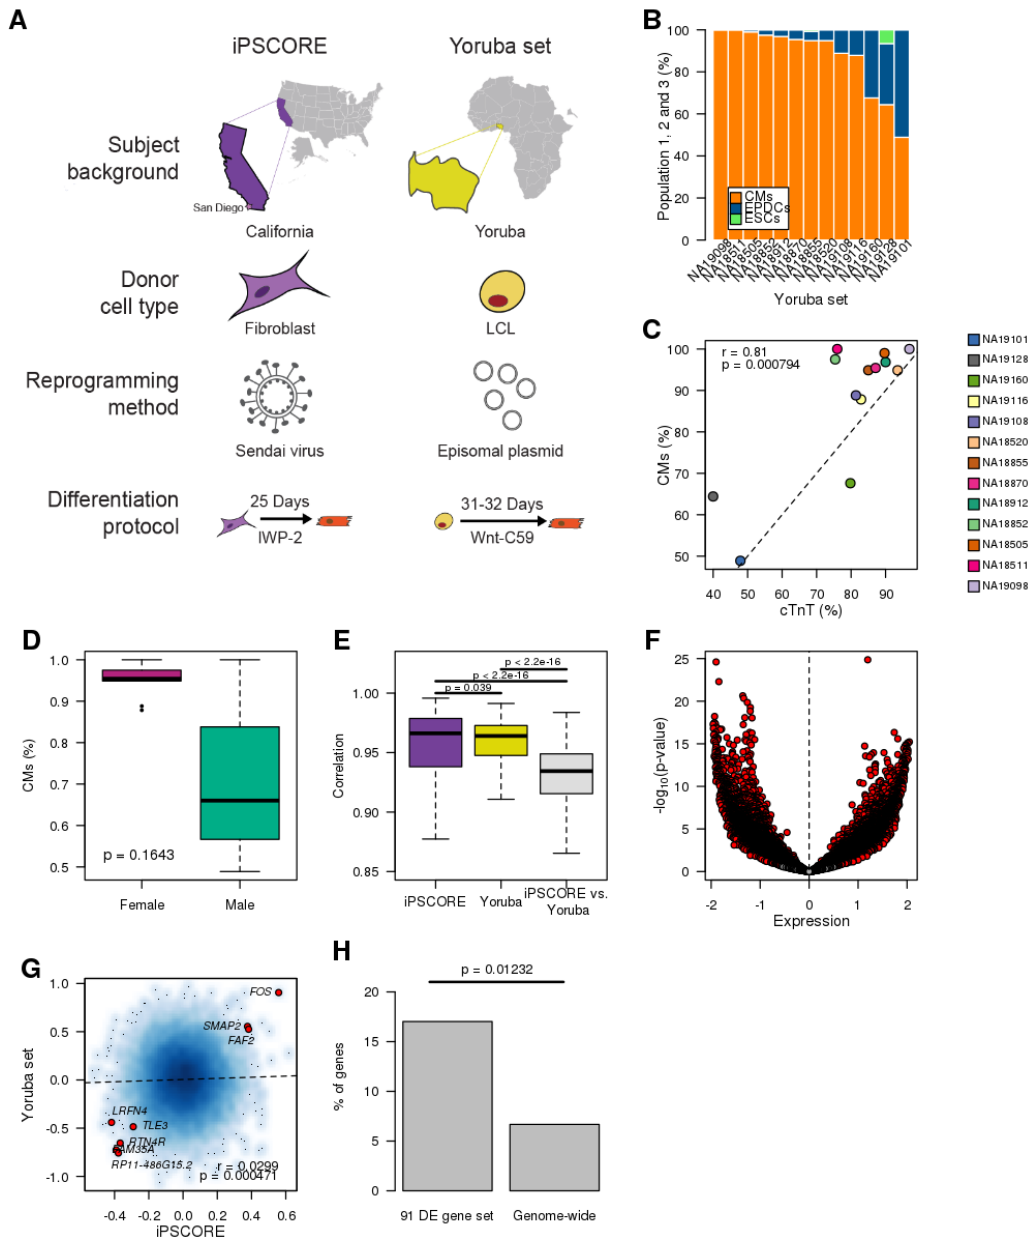 A
iPSCORE
Yoruba set
Subject
background
San Diego
California
Yoruba
Donor
cell type
Fibroblast
LCL
Reprogramming
method
Sendai virus
Episomal plasmid
Differentiation
protocol
25 Days
IWP-2
31-32 Days
Wnt-C59
B
Population 1, 2 and 3 (%)
100
80
60
40
20
0
CMs
EPDCs
ESCs
NA19098
NA18511
NA18505
NA18852
NA18912
NA18870
NA18855
NA18520
NA19108
NA19116
NA19160
NA19128
NA19101
Yoruba set
C
r = 0.81
p = 0.000794
CMs (%)
100
90
80
70
60
50
40
50
60
70
80
90
cTnT (%)
NA19101
NA19128
NA19160
NA19116
NA19108
NA18520
NA18855
NA18870
NA18912
NA18852
NA18505
NA18511
NA19098
D
CMs (%)
1.0
0.9
0.8
0.7
0.6
0.5
p = 0.1643
Female
Male
E
Correlation
1.00
0.95
0.90
0.85
p < 2.2e-16
p < 2.2e-16
p = 0.039
iPSCORE
Yoruba
iPSCORE vs.
Yoruba
F
-log10(p-value)
25
20
15
10
5
0
-2
-1
0
1
2
Expression
G
Yoruba set
1.0
0.5
0.0
-0.5
-1.0
FOS
SMAP2
FAF2
LRFN4
TLE3
RTN4R
FAM35A
RP11-486G15.2
r = 0.0299
p = 0.000471
-0.4
-0.2
0.0
0.2
0.4
0.6
iPSCORE
H
p = 0.01232
% of genes
20
15
10
5
0
91 DE gene set
Genome-wide